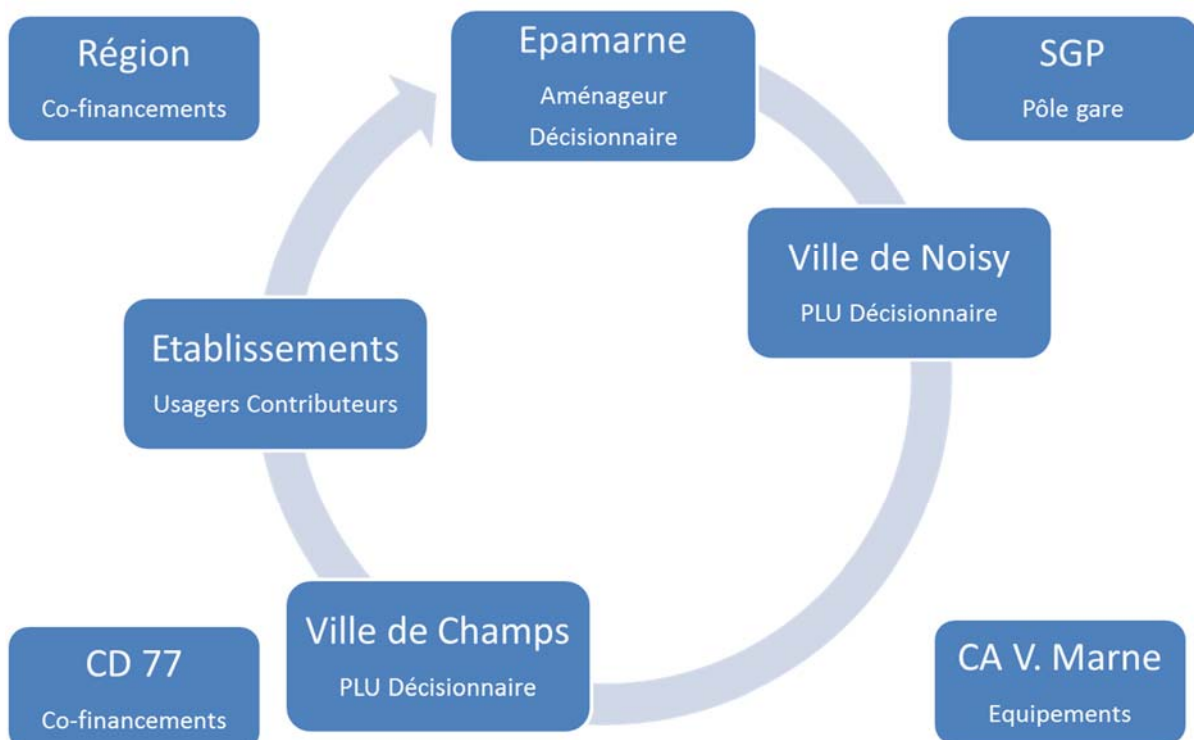 Région
Co-financements
Epamarne
Aménageur
Décisionnaire
SGP
Pôle gare
Ville de Noisy
PLU Décisionnaire
Etablissements
Usagers Contributeurs
Ville de Champs
PLU Décisionnaire
CD 77
Co-financements
CA V. Marne
Equipements